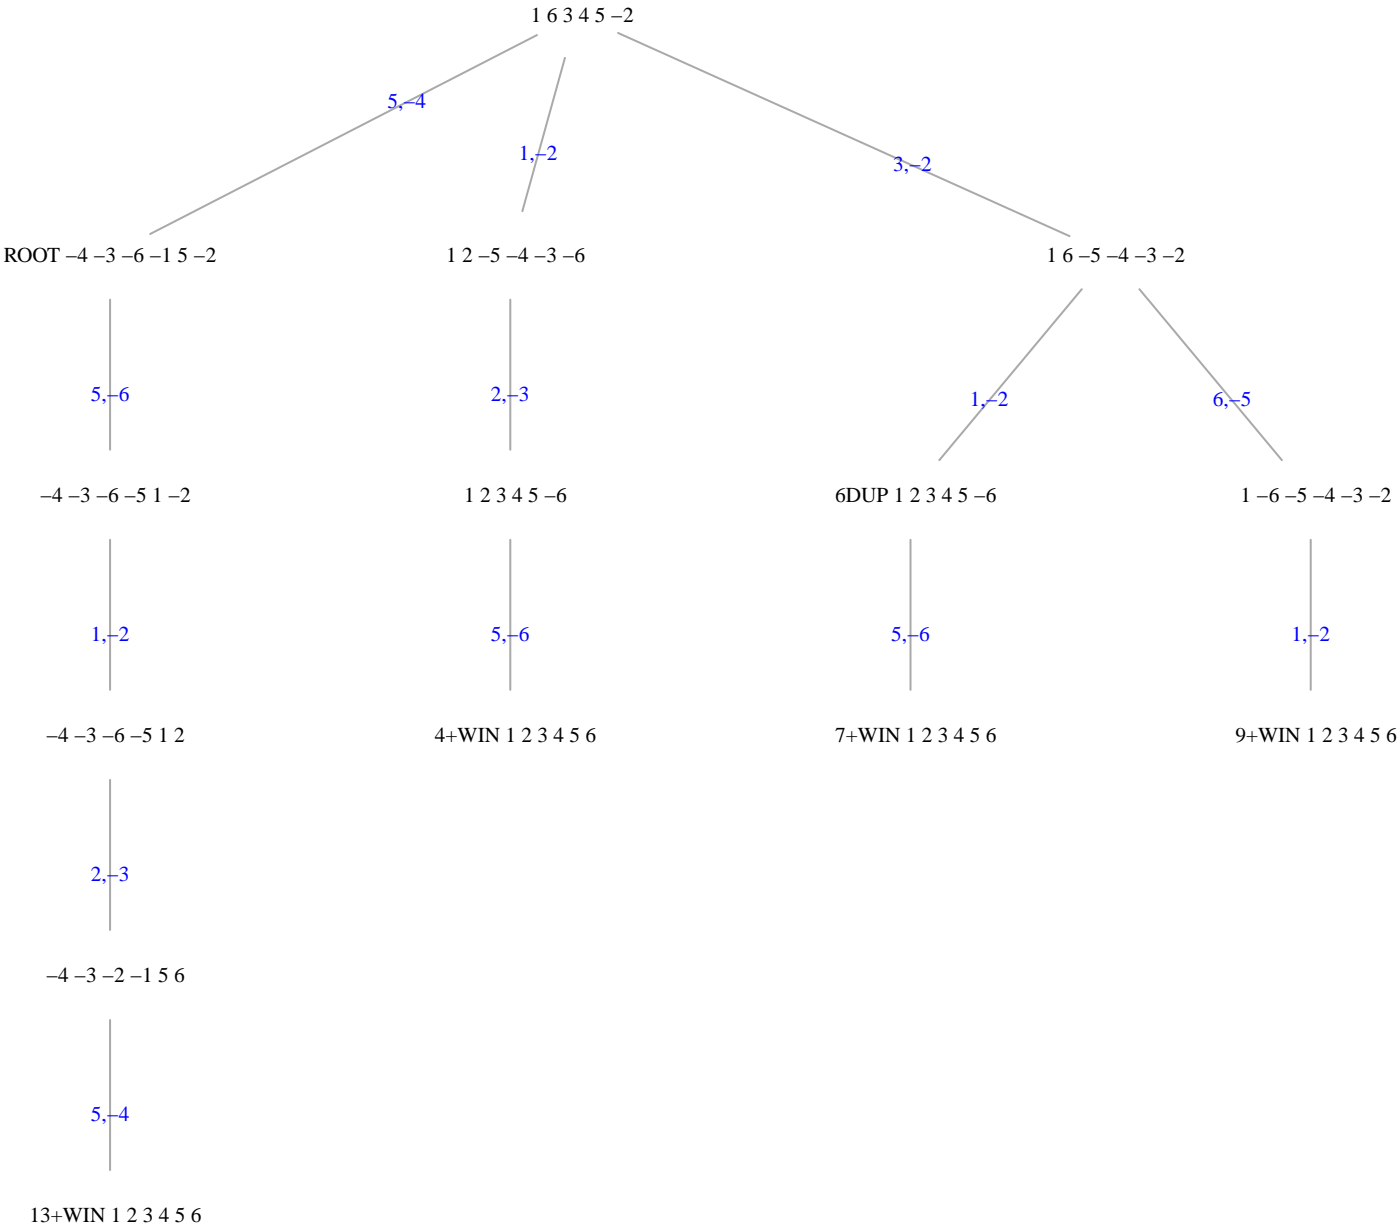 1 6 3 4 5 −2
5,−4
1,−2
3,−2
ROOT −4 −3 −6 −1 5 −2
1 2 −5 −4 −3 −6
1 6 −5 −4 −3 −2
5,−6
2,−3
1,−2
6,−5
−4 −3 −6 −5 1 −2
1 2 3 4 5 −6
6DUP 1 2 3 4 5 −6
1 −6 −5 −4 −3 −2
1,−2
5,−6
5,−6
1,−2
−4 −3 −6 −5 1 2
4+WIN 1 2 3 4 5 6
7+WIN 1 2 3 4 5 6
9+WIN 1 2 3 4 5 6
2,−3
−4 −3 −2 −1 5 6
5,−4
13+WIN 1 2 3 4 5 6